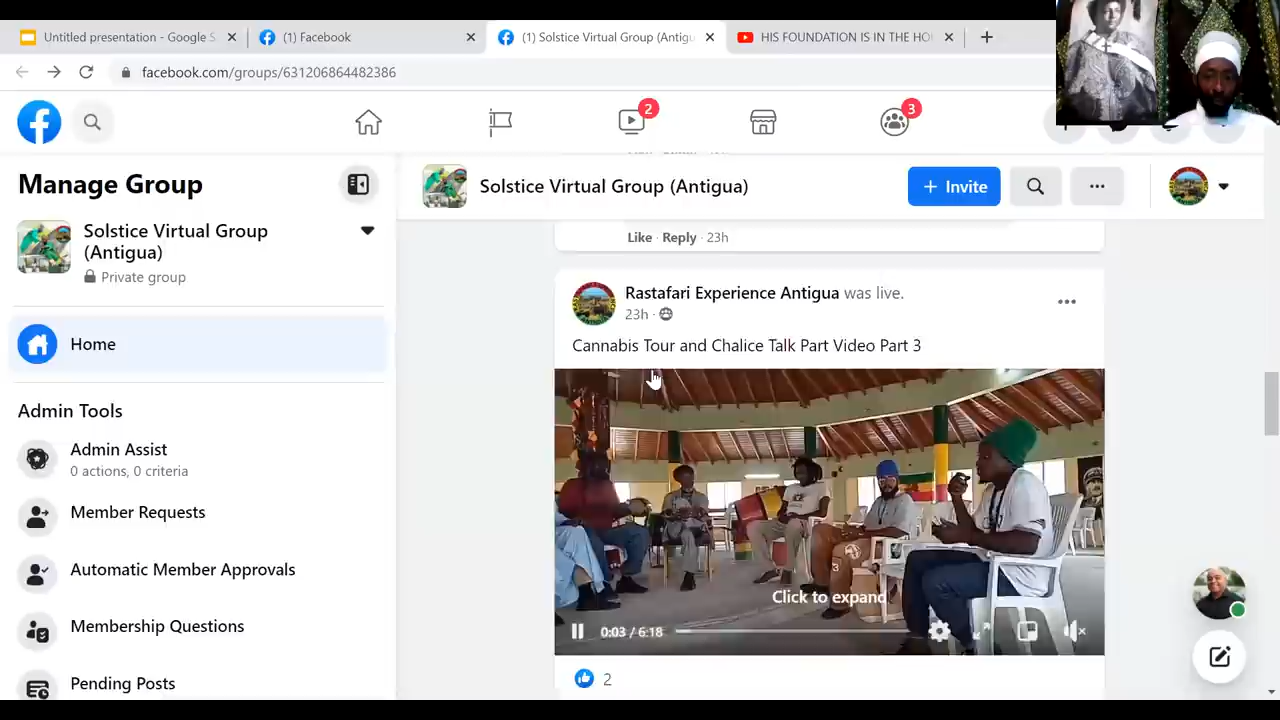 Untitled presentation - Google S
(1) Facebook
(1) Solstice Virtual Group (Antigu
HIS FOUNDATION IS IN THE HO
facebook.com/groups/631206864482386
2
3
Manage Group
Solstice Virtual Group (Antigua)
+ Invite
Solstice Virtual Group
(Antigua)
Private group
Like · Reply · 23h
Rastafari Experience Antigua was live.
23h ·
Cannabis Tour and Chalice Talk Part Video Part 3
Home
Admin Tools
Admin Assist
0 actions, 0 criteria
Member Requests
Automatic Member Approvals
Membership Questions
Pending Posts
Click to expand
0:03 / 6:18
2